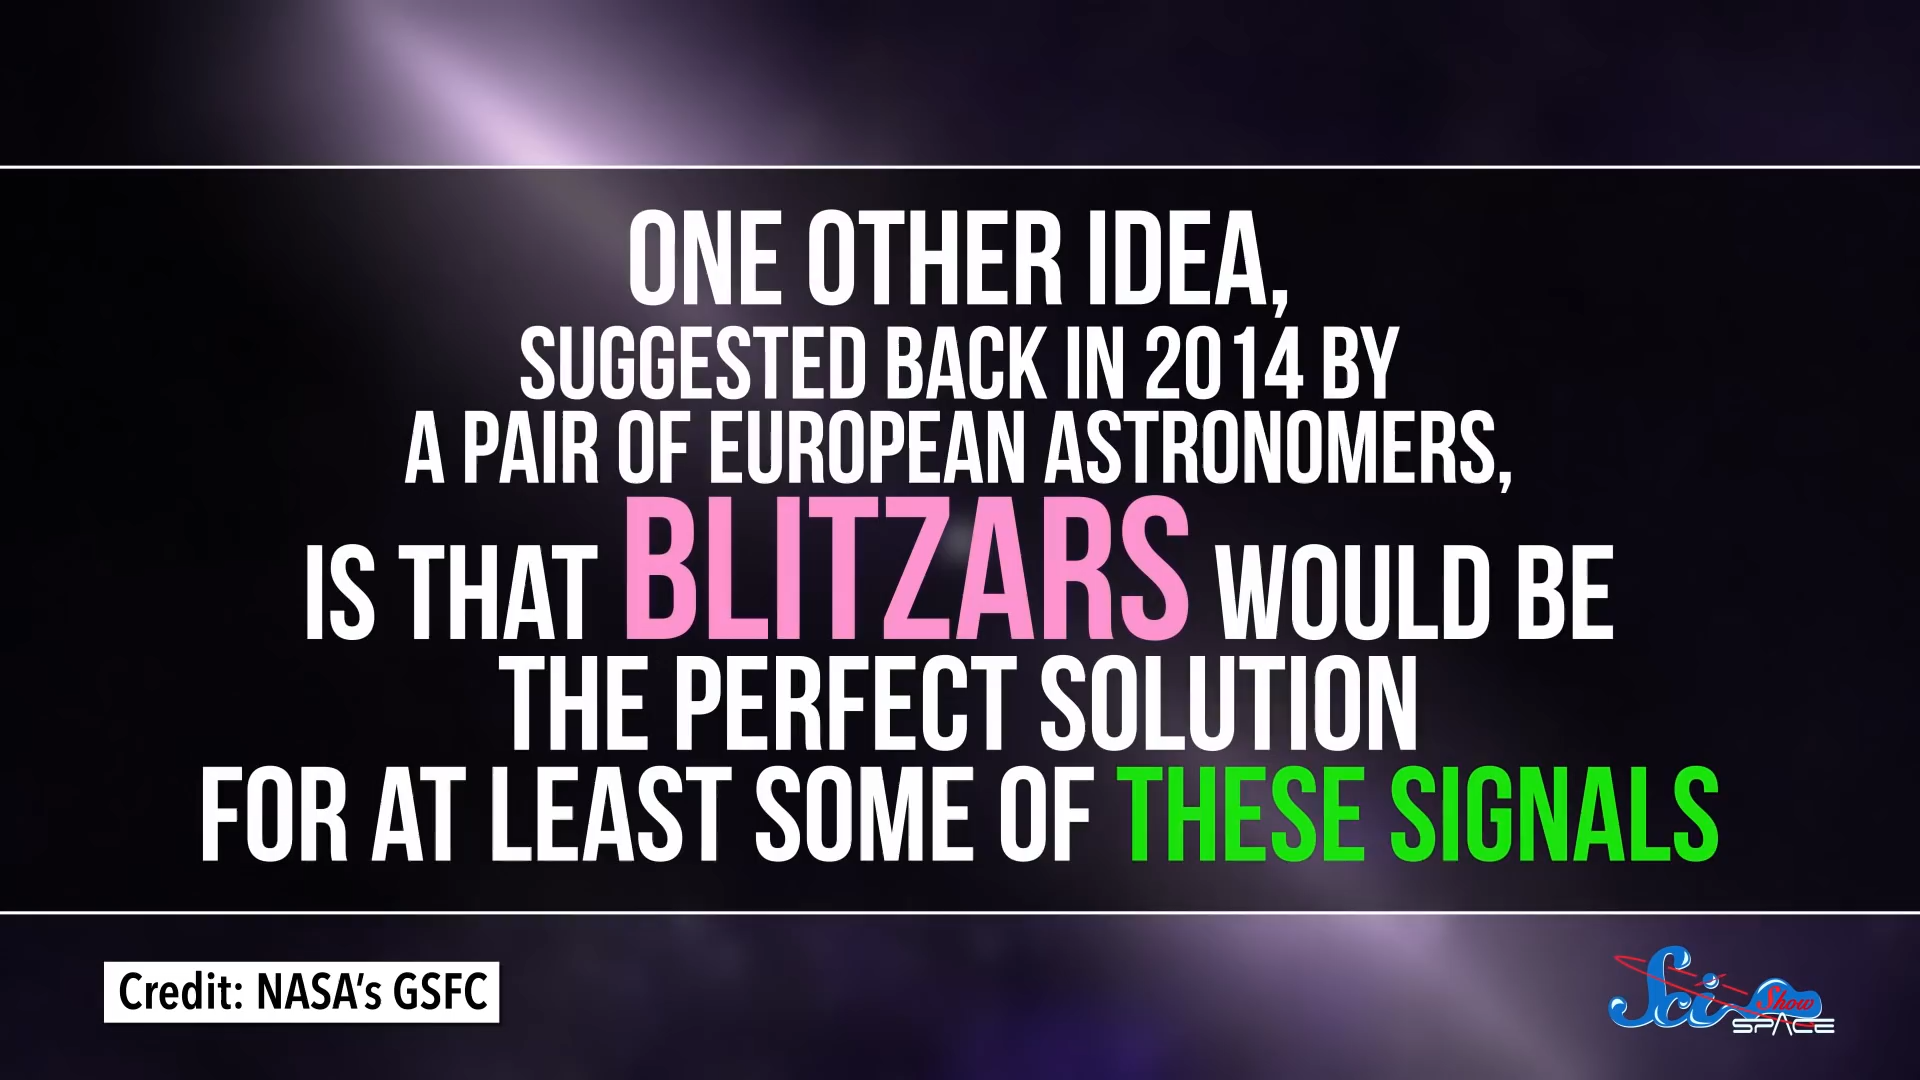 ONE OTHER IDEA,
SUGGESTED BACK IN 2014 BY
A PAIR OF EUROPEAN ASTRONOMERS,
IS THAT BLITZARS WOULD BE
THE PERFECT SOLUTION
FOR AT LEAST SOME OF THESE SIGNALS
Credit: NASA's GSFC
Sci Show
SPACE